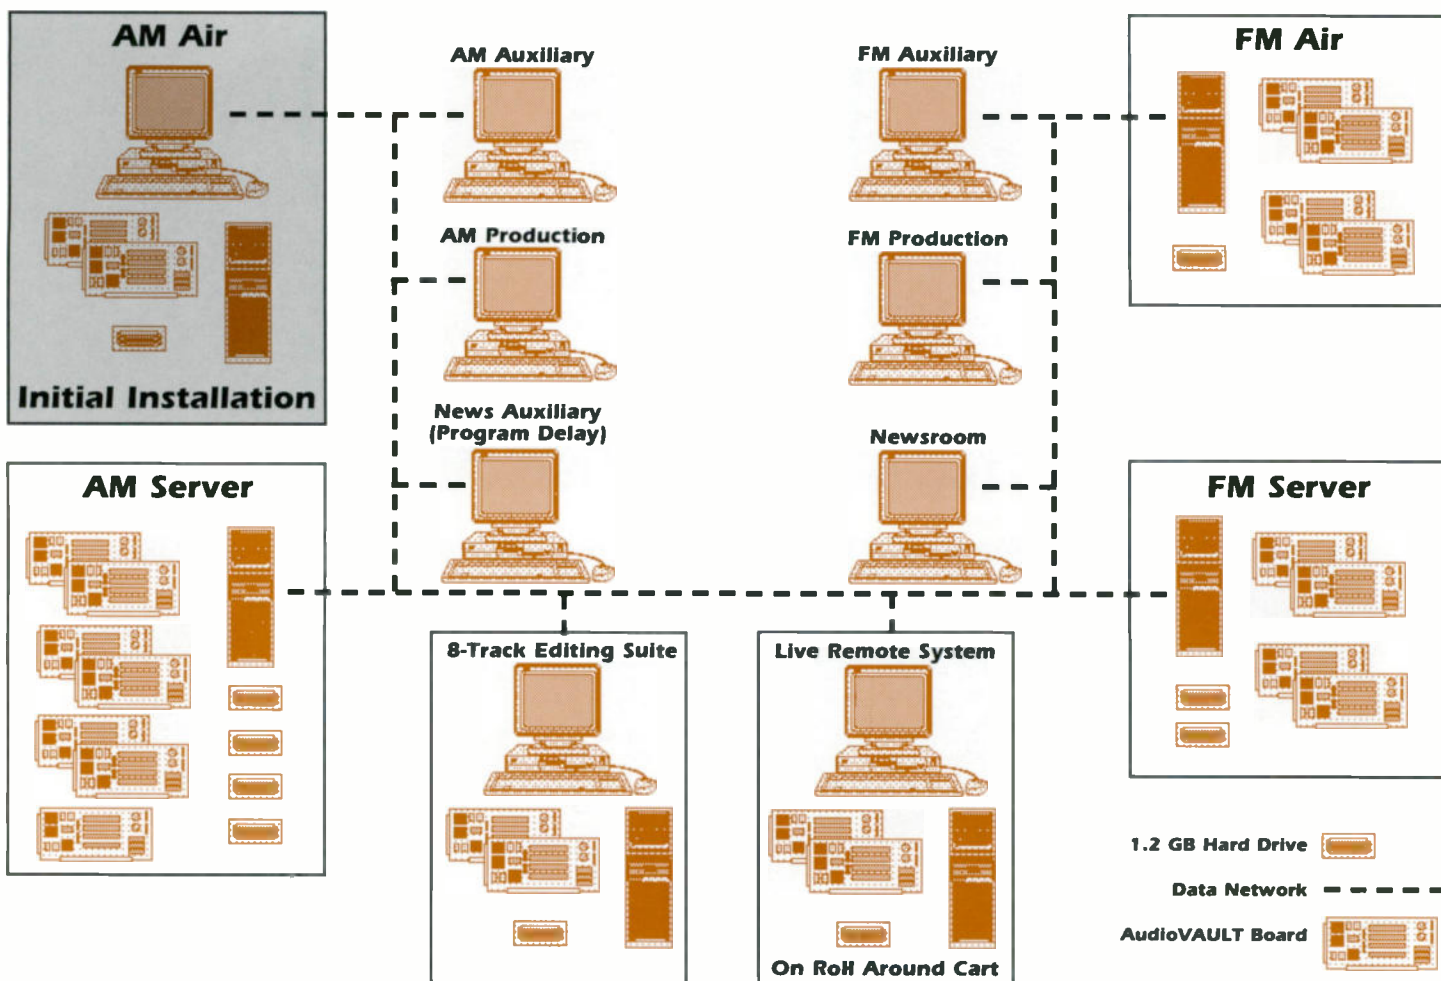 AM Air
Initial Installation
AM Auxiliary
FM Auxiliary
FM Air
AM Production
FM Production
News Auxiliary
(Program Delay)
Newsroom
AM Server
FM Server
8-Track Editing Suite
Live Remote System
On Roll Around Cart
1.2 GB Hard Drive
Data Network
AudioVAULT Board